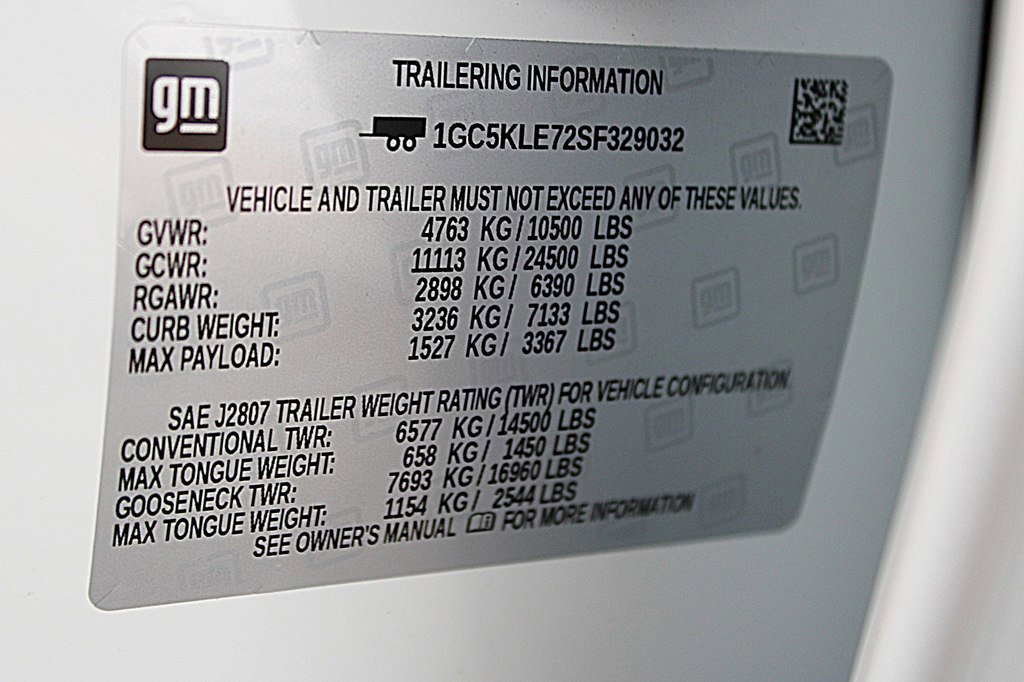 gm
TRAILERING INFORMATION
1GC5KLE72SF329032
VEHICLE AND TRAILER MUST NOT EXCEED ANY OF THESE VALUES.
GVWR: 4763 KG/10500 LBS
GCWR: 11113 KG/24500 LBS
RGAWR: 2898 KG/ 6390 LBS
CURB WEIGHT: 3236 KG/ 7133 LBS
MAX PAYLOAD: 1527 KG/ 3367 LBS
SAE J2807 TRAILER WEIGHT RATING (TWR) FOR VEHICLE CONFIGURATION.
CONVENTIONAL TWR: 6577 KG/14500 LBS
MAX TONGUE WEIGHT: 658 KG/ 1450 LBS
GOOSENECK TWR: 7693 KG/16960 LBS
MAX TONGUE WEIGHT: 1154 KG/ 2544 LBS
SEE OWNER'S MANUAL FOR MORE INFORMATION